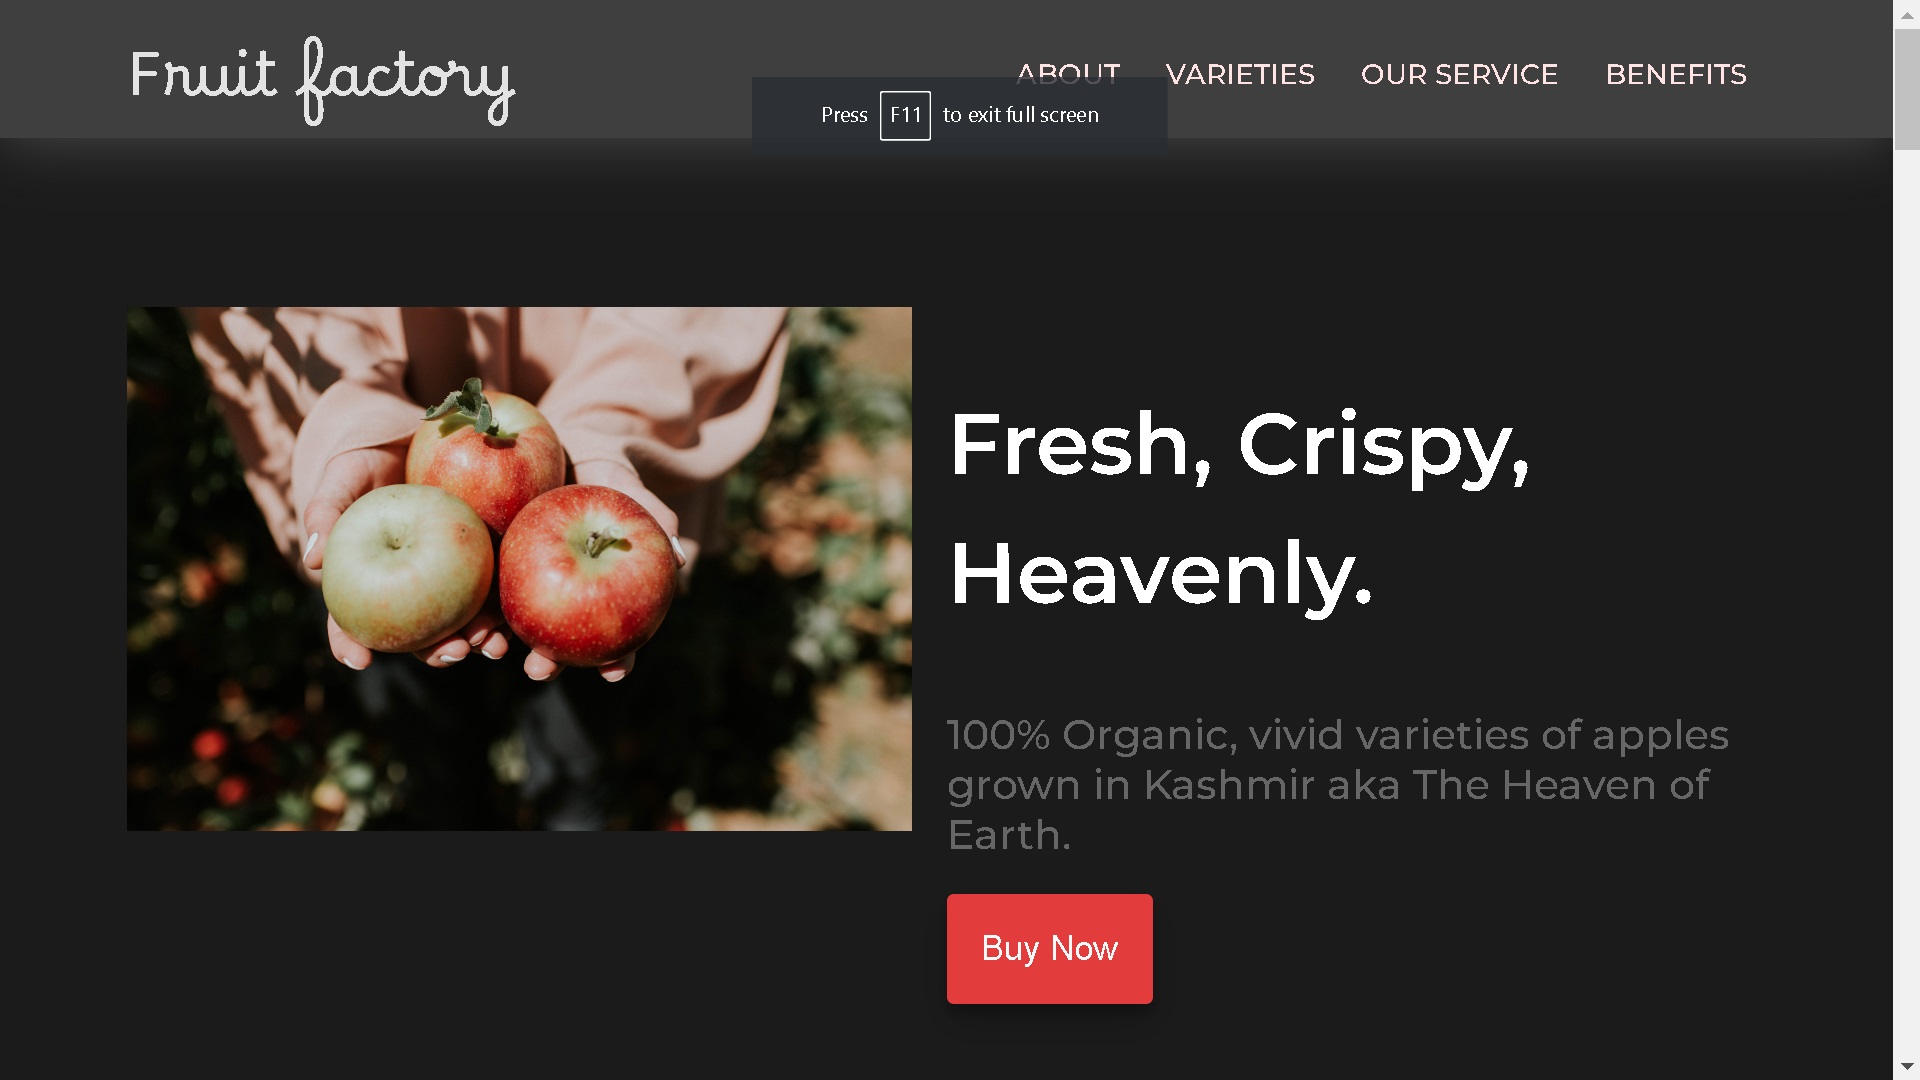 Fruit factory
ABOUT VARIETIES OUR SERVICE BENEFITS
Press F11 to exit full screen
Fresh, Crispy,
Heavenly.
100% Organic, vivid varieties of apples
grown in Kashmir aka The Heaven of
Earth.
Buy Now